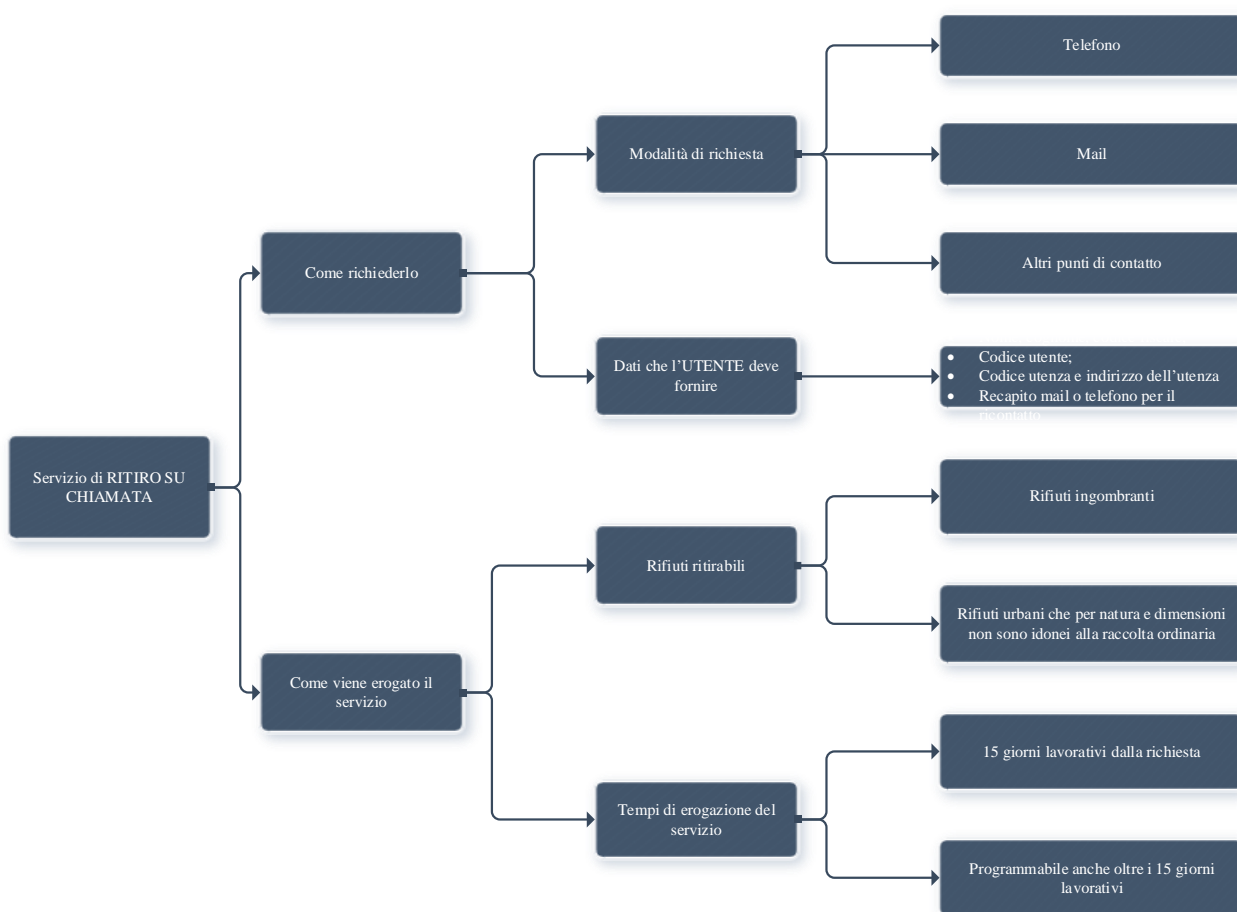 Servizio di RITIRO SU
CHIAMATA
Come richiederlo
Modalità di richiesta
Telefono
Mail
Altri punti di contatto
Dati che l'UTENTE deve
fornire
• Codice utente;
• Codice utenza e indirizzo dell'utenza
• Recapito mail o telefono per il
ricontatto
Come viene erogato il
servizio
Rifiuti ritirabili
Rifiuti ingombranti
Rifiuti urbani che per natura e dimensioni
non sono idonei alla raccolta ordinaria
Tempi di erogazione del
servizio
15 giorni lavorativi dalla richiesta
Programmabile anche oltre i 15 giorni
lavorativi